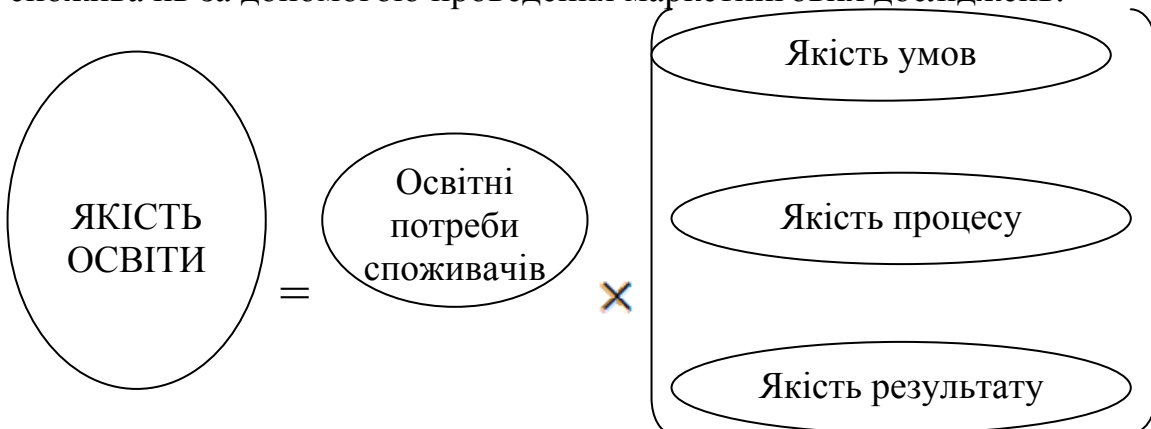 ЯКІСТЬ
ОСВІТИ
=
Освітні
потреби
споживачів
×
Якість умов
Якість процесу
Якість результату